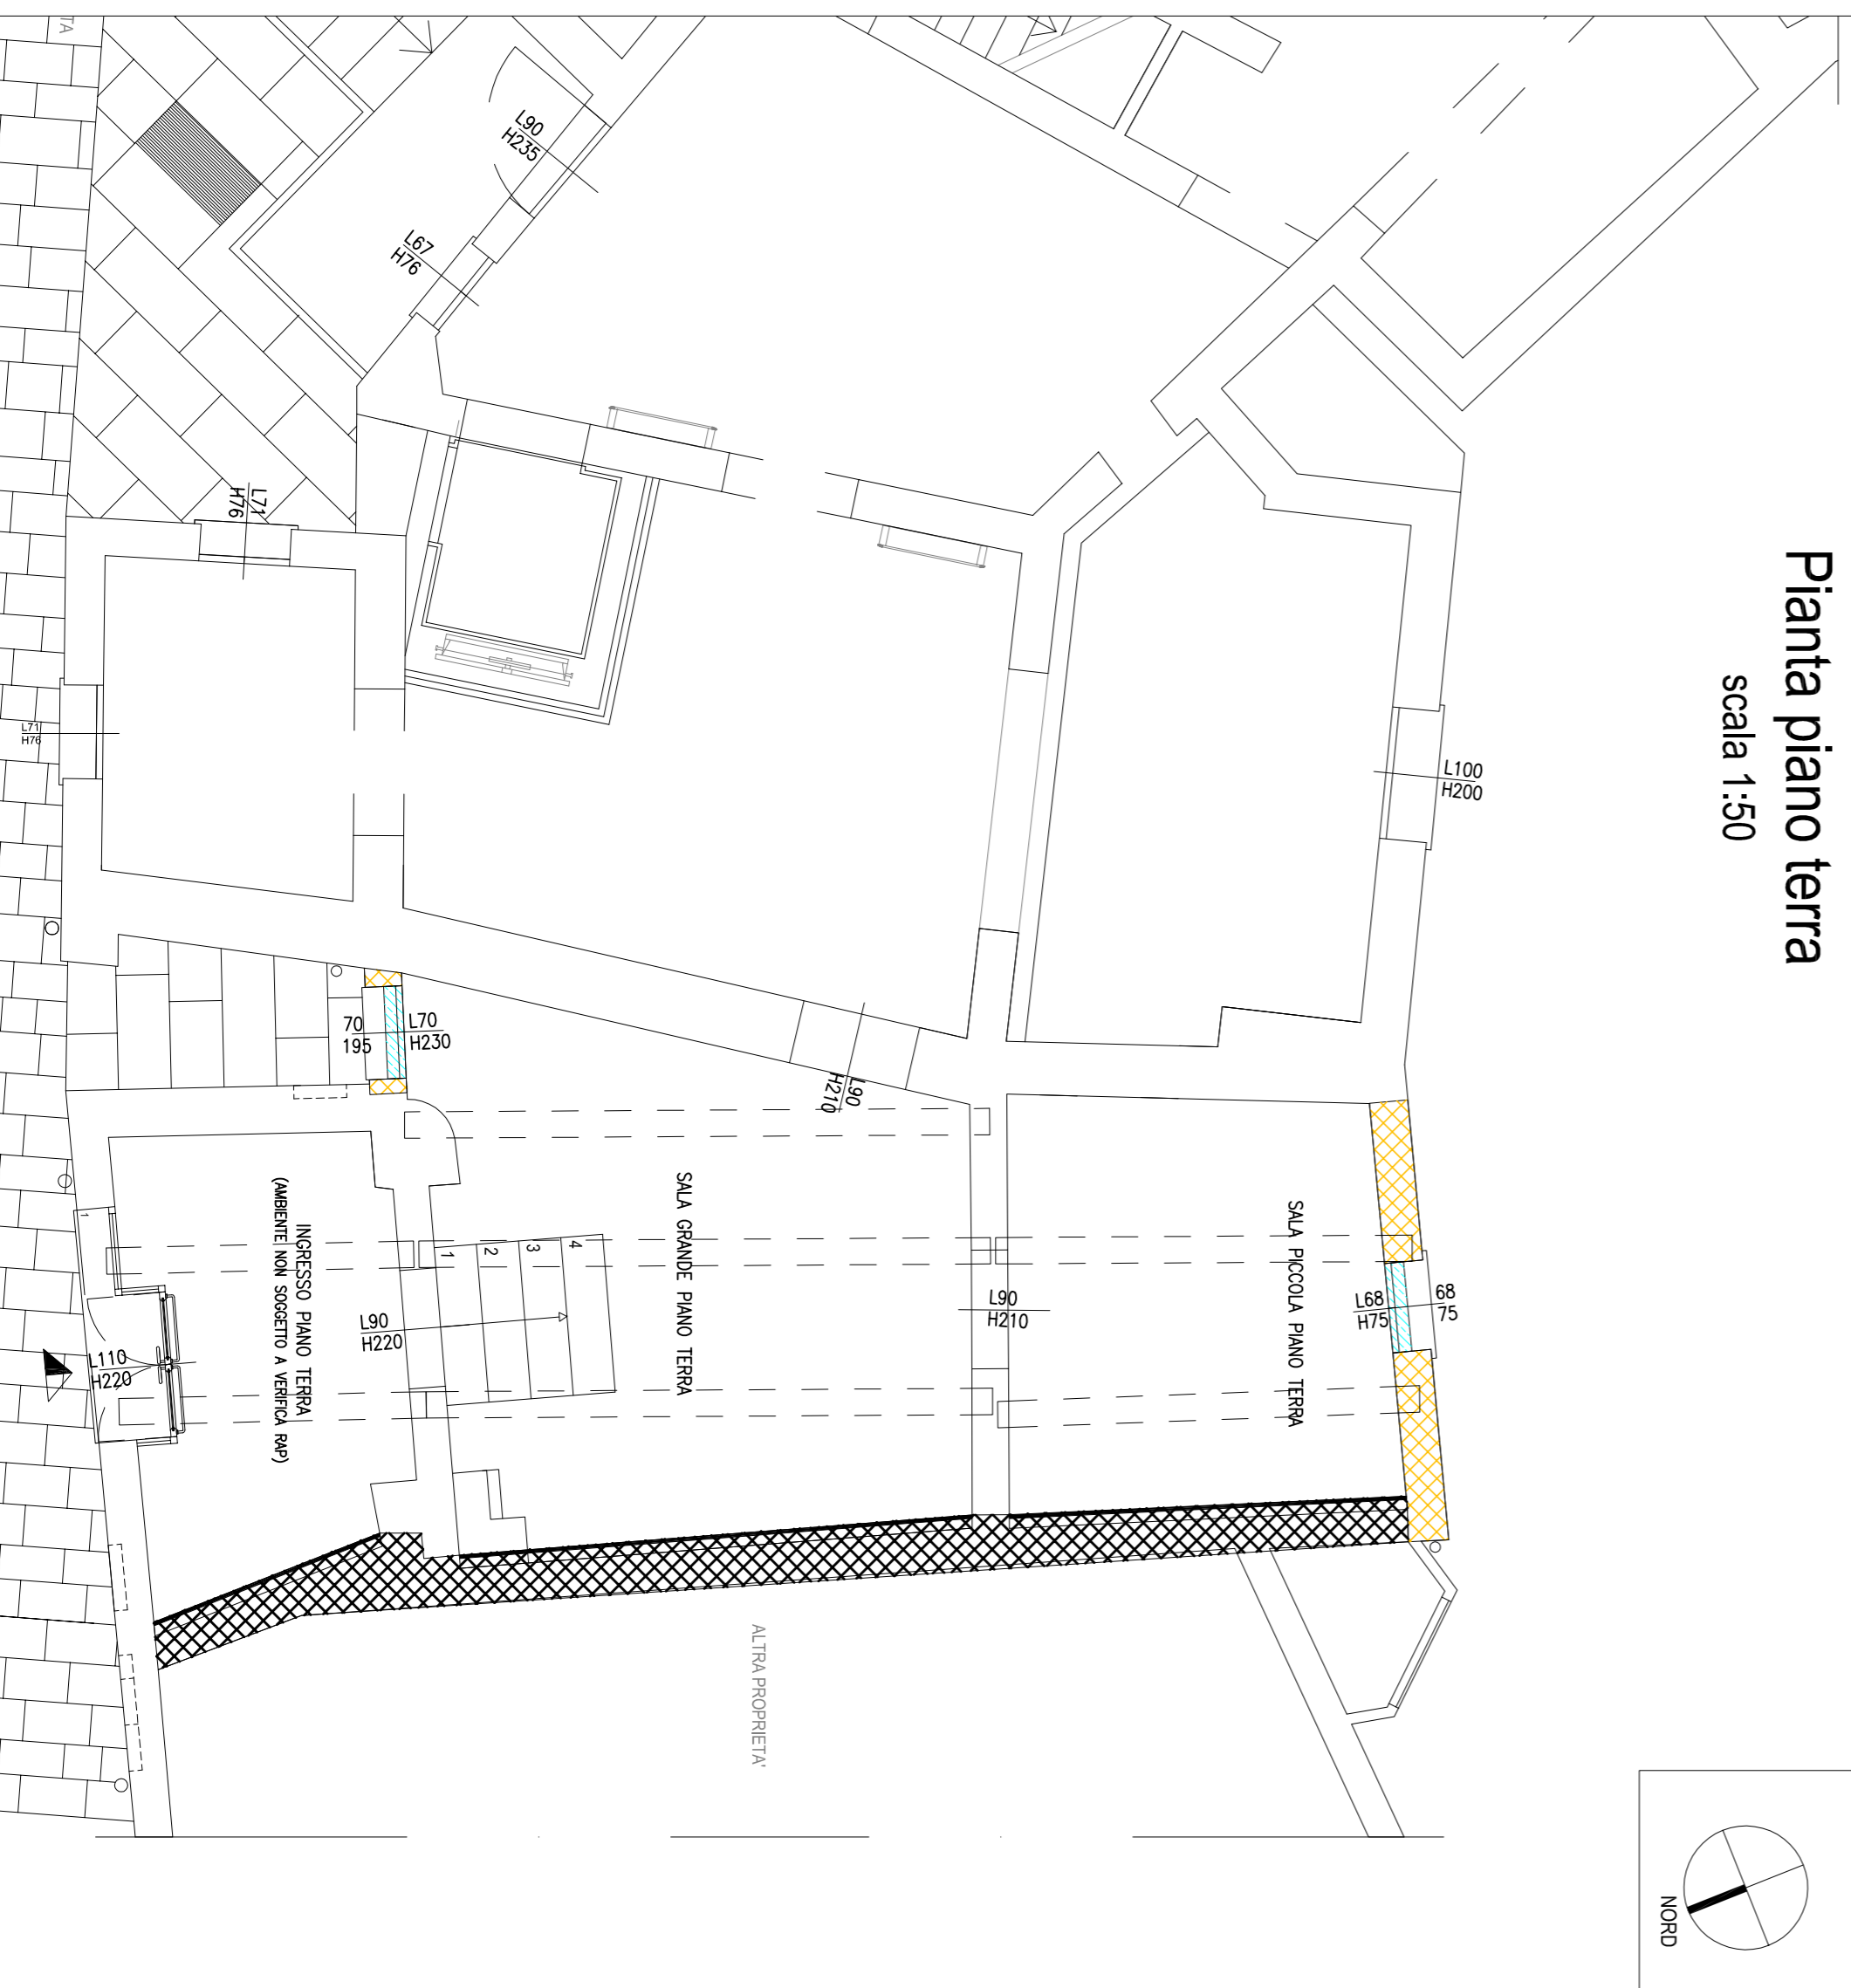 Pianta piano terra
scala 1:50
TA
L90
H235
L67
H76
L71
H76
L71
H76
L100
H200
70
195
L70
H230
L90
H210
SALA GRANDE PIANO TERRA
SALA PICCOLA PIANO TERRA
INGRESSO PIANO TERRA
(AMBIENTE NON SOGGETTO A VERIFICA RAP)
1
1
2
3
4
L90
H220
L90
H210
L68
H75
68
75
L110
H220
ALTRA PROPRIETA'
NORD